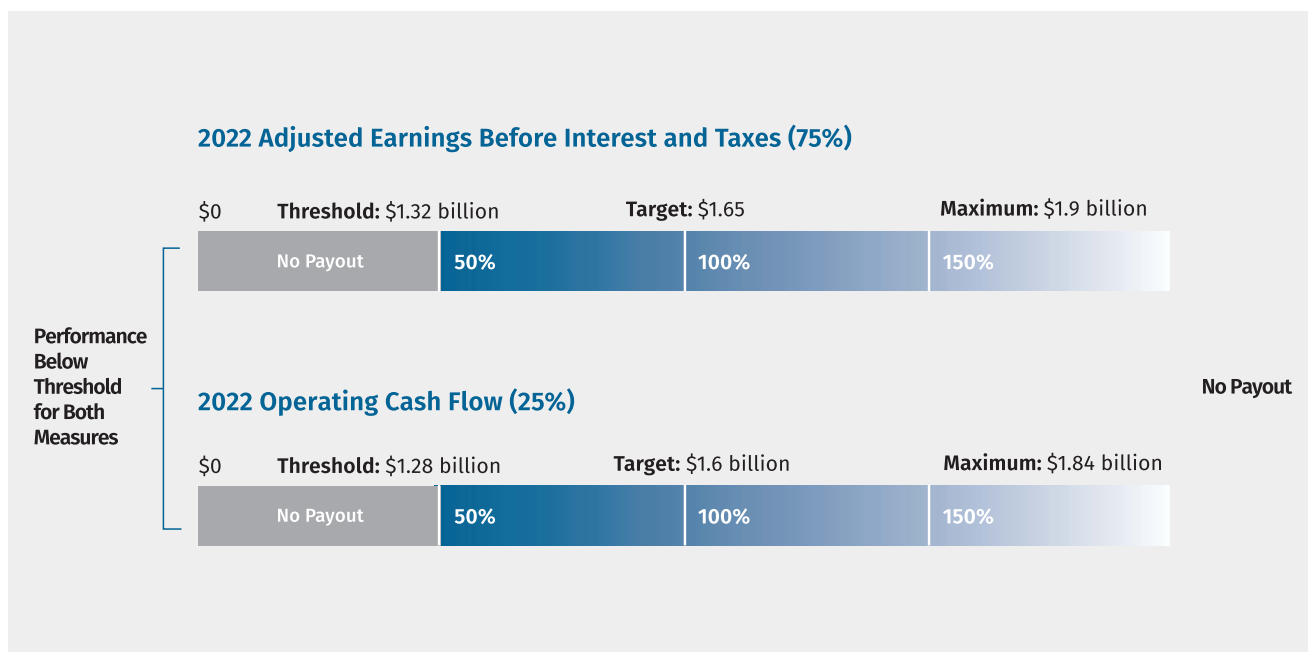 2022 Adjusted Earnings Before Interest and Taxes (75%)
$0 Threshold: $1.32 billion Target: $1.65 Maximum: $1.9 billion
No Payout 50% 100% 150%
Performance
Below
Threshold
for Both
Measures
2022 Operating Cash Flow (25%)
No Payout
$0 Threshold: $1.28 billion Target: $1.6 billion Maximum: $1.84 billion
No Payout 50% 100% 150%